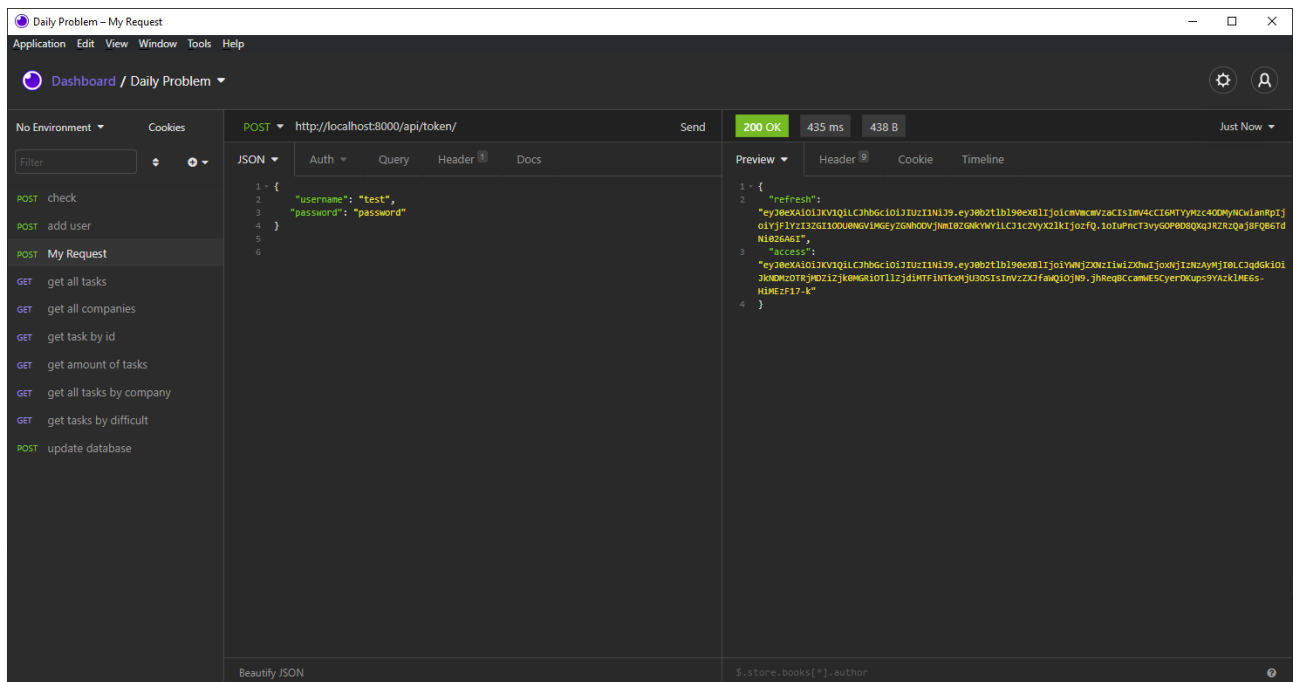 Daily Problem – My Request
Application Edit View Window Tools Help
Dashboard / Daily Problem
No Environment Cookies
Filter
POST check
POST add user
POST My Request
GET get all tasks
GET get all companies
GET get task by id
GET get amount of tasks
GET get all tasks by company
GET get tasks by difficult
POST update database
POST http://localhost:8000/api/token/ Send
JSON Auth Query Header 1 Docs
1 {
2 "username": "test",
3 "password": "password"
4 }
5
6
Beautify JSON
200 OK 435 ms 438 B Just Now
Preview Header 9 Cookie Timeline
1 {
2 "refresh":
3 "access":
4 }
$.store.books[*].author